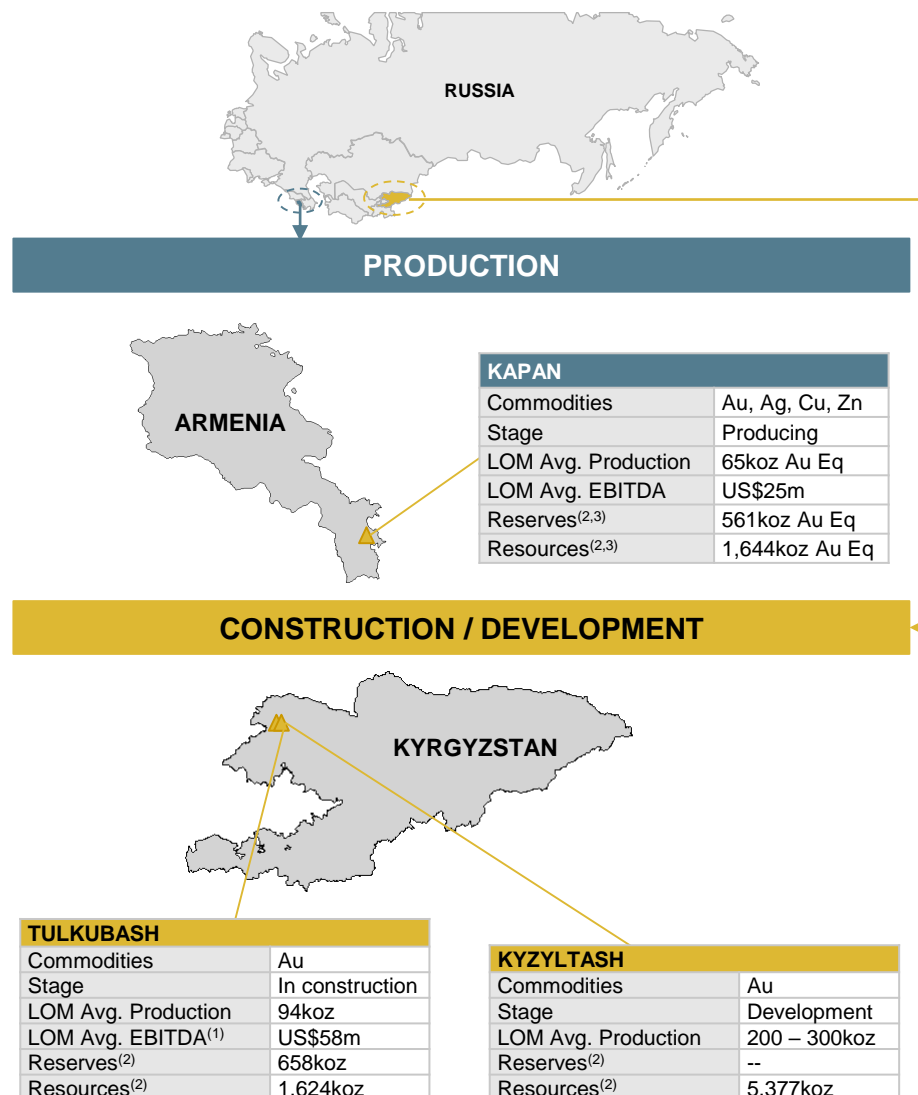 RUSSIA
PRODUCTION
ARMENIA
KAPAN
Commodities Au, Ag, Cu, Zn
Stage Producing
LOM Avg. Production 65koz Au Eq
LOM Avg. EBITDA US$25m
Reserves(2,3) 561koz Au Eq
Resources(2,3) 1,644koz Au Eq
CONSTRUCTION / DEVELOPMENT
KYRGYZSTAN
TULKUBASH
Commodities Au
Stage In construction
LOM Avg. Production 94koz
LOM Avg. EBITDA(1) US$58m
Reserves(2) 658koz
Resources(2) 1,624koz
KYZYLTASH
Commodities Au
Stage Development
LOM Avg. Production 200 – 300koz
Reserves(2) --
Resources(2) 5,377koz